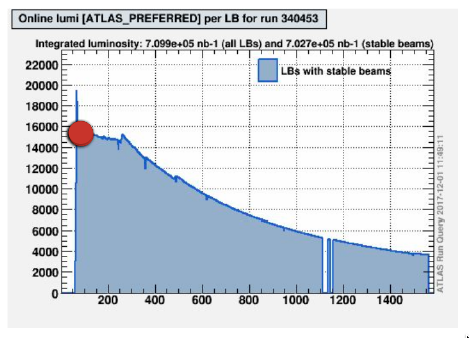 Online lumi [ATLAS_PREFERRED] per LB for run 340453
Integrated luminosity: 7.099e+05 nb-1 (all LBs) and 7.027e+05 nb-1 (stable beams)
LBs with stable beams
22000
20000
18000
16000
14000
12000
10000
8000
6000
4000
2000
0
200 400 600 800 1000 1200 1400
ATLAS Run Query 2017-12-01 11:49:11